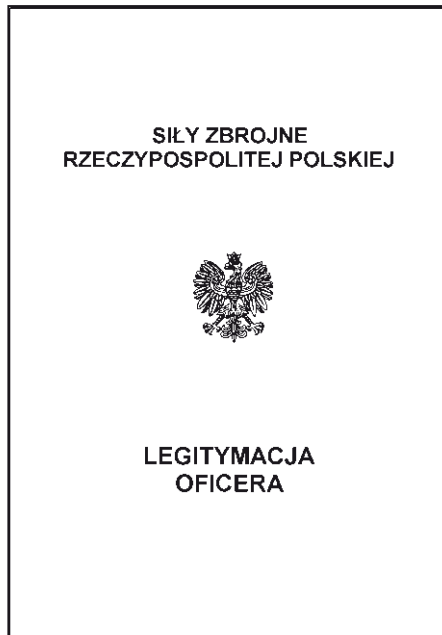 SIŁY ZBROJNE
RZECZYPOSPOLITEJ POLSKIEJ
LEGITYMACJA
OFICERA